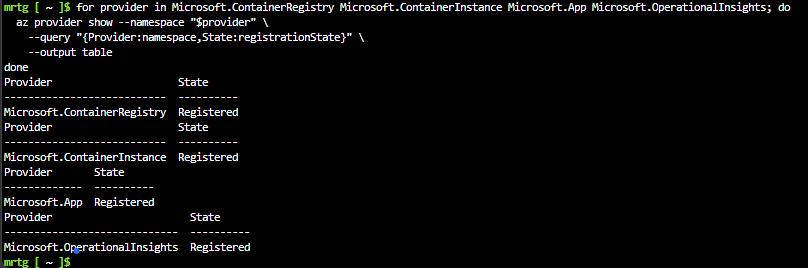 mrtg [ ~ ]$ for provider in Microsoft.ContainerRegistry Microsoft.ContainerInstance Microsoft.App Microsoft.OperationalInsights; do
  az provider show --namespace "$provider" \
    --query "{Provider:namespace,State:registrationState}" \
    --output table
done
Provider                     State
---------------------------  ----------
Microsoft.ContainerRegistry  Registered
Provider                     State
---------------------------  ----------
Microsoft.ContainerInstance  Registered
Provider       State
-------------  ----------
Microsoft.App  Registered
Provider                       State
-----------------------------  ----------
Microsoft.OperationalInsights  Registered
mrtg [ ~ ]$